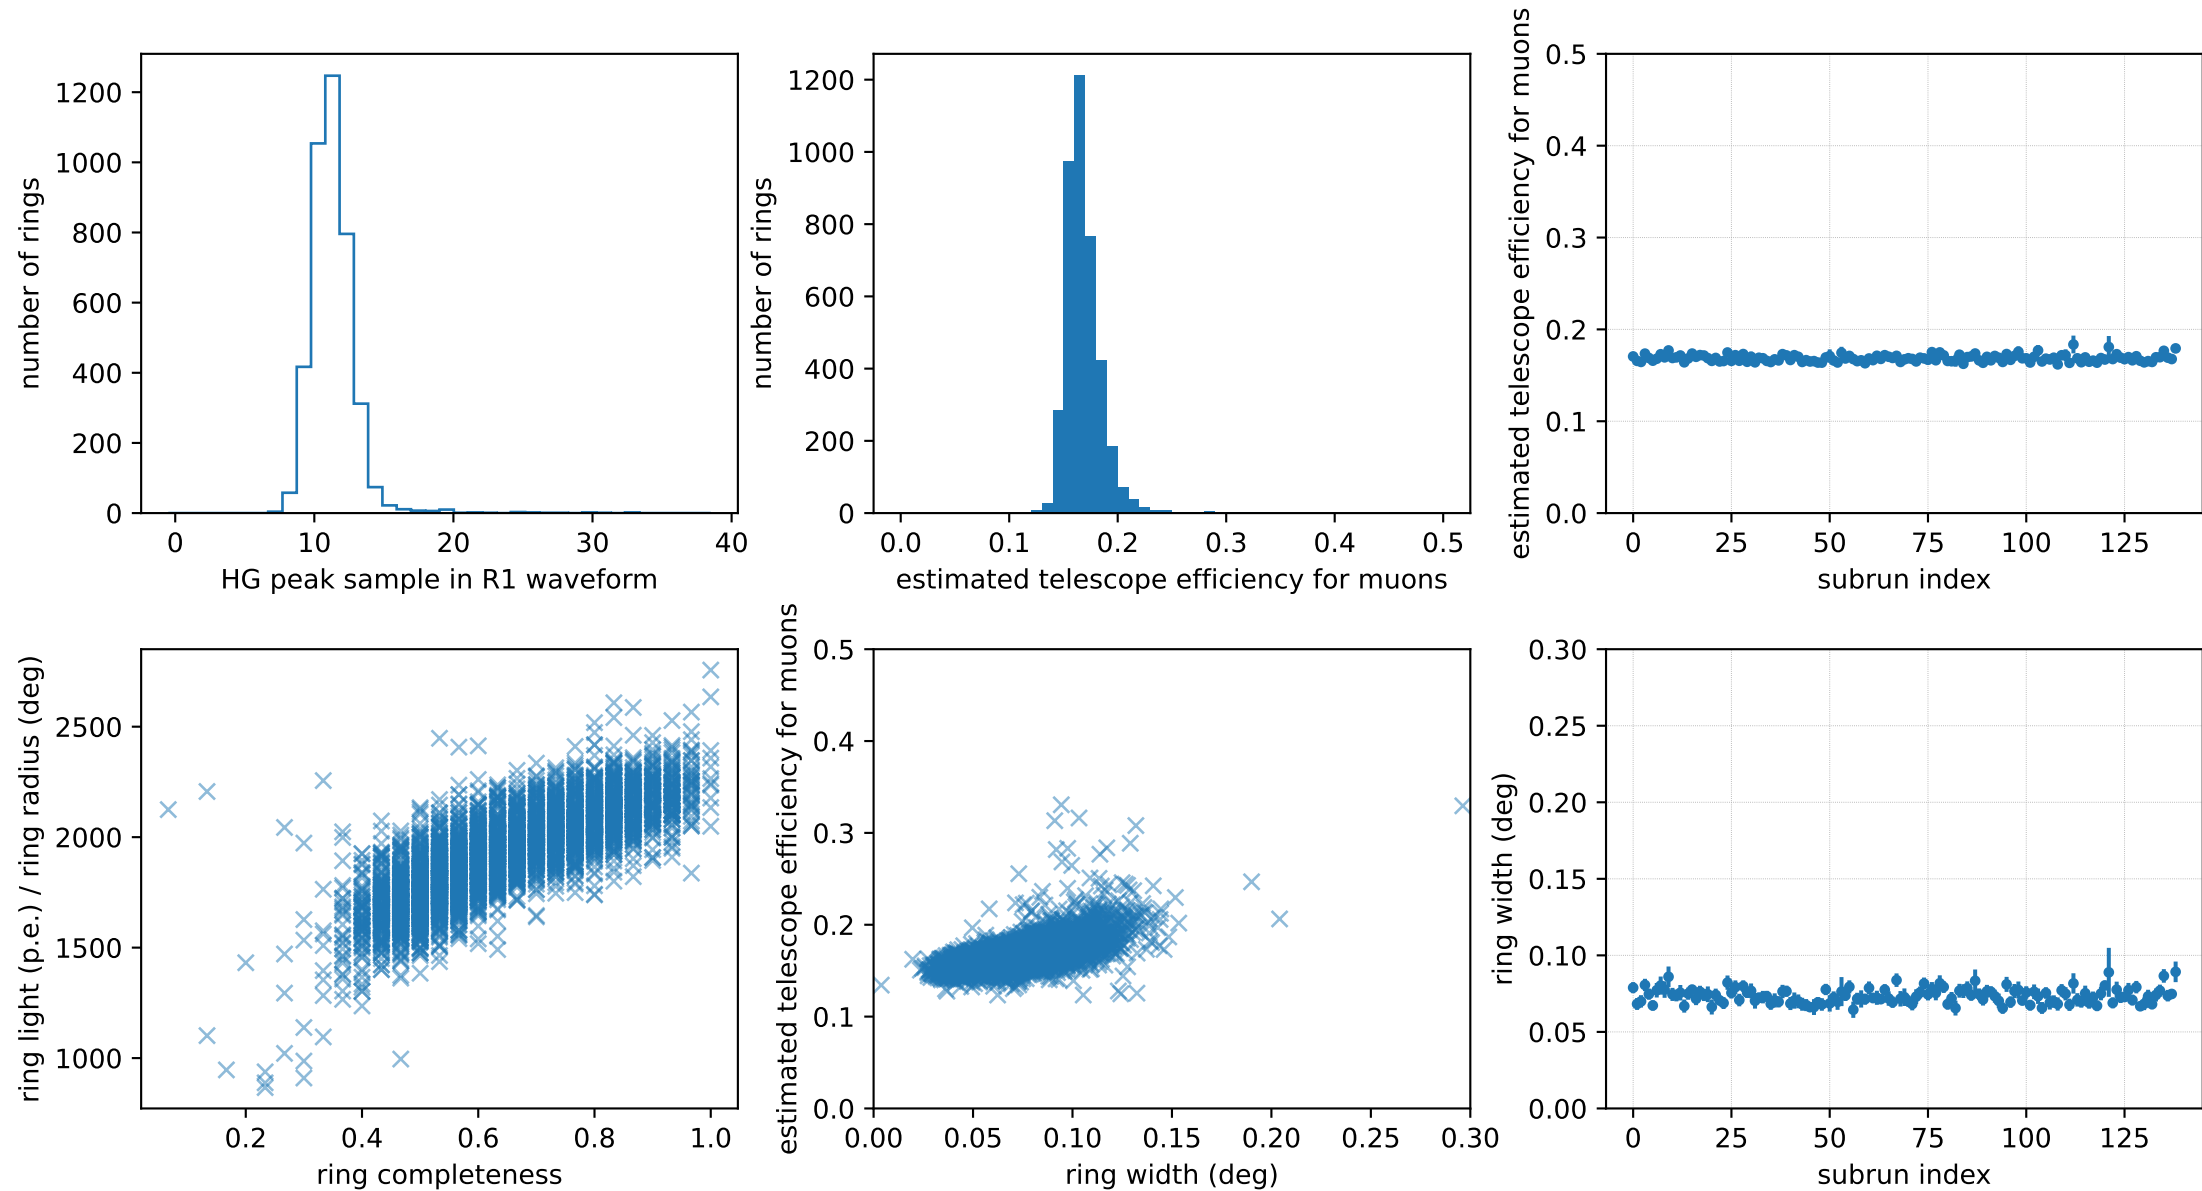 number of rings
1200
1000
800
600
400
200
0
0 10 20 30 40
HG peak sample in R1 waveform
number of rings
1200
1000
800
600
400
200
0
0.0 0.1 0.2 0.3 0.4 0.5
estimated telescope efficiency for muons
estimated telescope efficiency for muons
0.5
0.4
0.3
0.2
0.1
0.0
0 25 50 75 100 125
subrun index
ring light (p.e.) / ring radius (deg)
2500
2000
1500
1000
0.2 0.4 0.6 0.8 1.0
ring completeness
estimated telescope efficiency for muons
0.5
0.4
0.3
0.2
0.1
0.0
0.00 0.05 0.10 0.15 0.20 0.25 0.30
ring width (deg)
ring width (deg)
0.30
0.25
0.20
0.15
0.10
0.05
0.00
0 25 50 75 100 125
subrun index